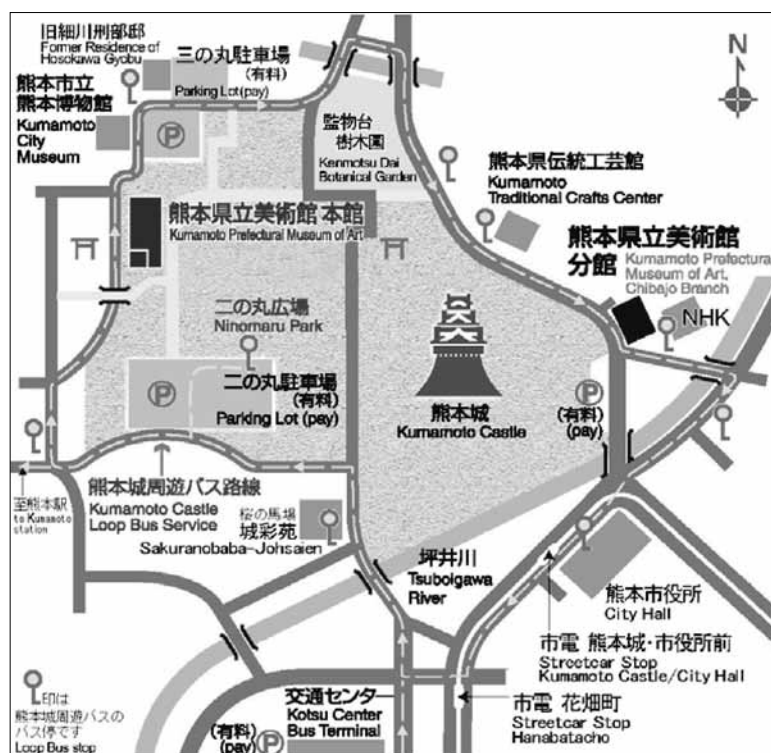 旧細川刑部邸
Former Residence of
Hosokawa Gyobu
三の丸駐車場
(有料)
Parking Lot(pay)
N
熊本市立
熊本博物館
Kumamoto
City
Museum
P
監物台
樹木園
Kenmotsu Dai
Botanical Garden
熊本県伝統工芸館
Kumamoto
Traditional Crafts Center
熊本県立美術館 本館
Kumamoto Prefectural Museum of Art
熊本県立美術館
分館
Kumamoto Prefectural
Museum of Art,
Chibajo Branch
NHK
二の丸広場
Ninomaru Park
P
二の丸駐車場
(有料)
Parking Lot (pay)
熊本城
Kumamoto Castle
P
(有料)
(pay)
至熊本駅
to Kumamoto
station
熊本城周遊バス路線
Kumamoto Castle
Loop Bus Service
桜の馬場
城彩苑
Sakuranobaba-Johsaien
坪井川
Tsuboigawa
River
熊本市役所
City Hall
市電 熊本城・市役所前
Streetcar Stop
Kumamoto Castle/City Hall
市電 花畑町
Streetcar Stop
Hanabatacho
交通センター
Kotsu Center
Bus Terminal
(有料)
(pay)
P
印は
熊本城周遊バスの
バス停です
Loop Bus stop